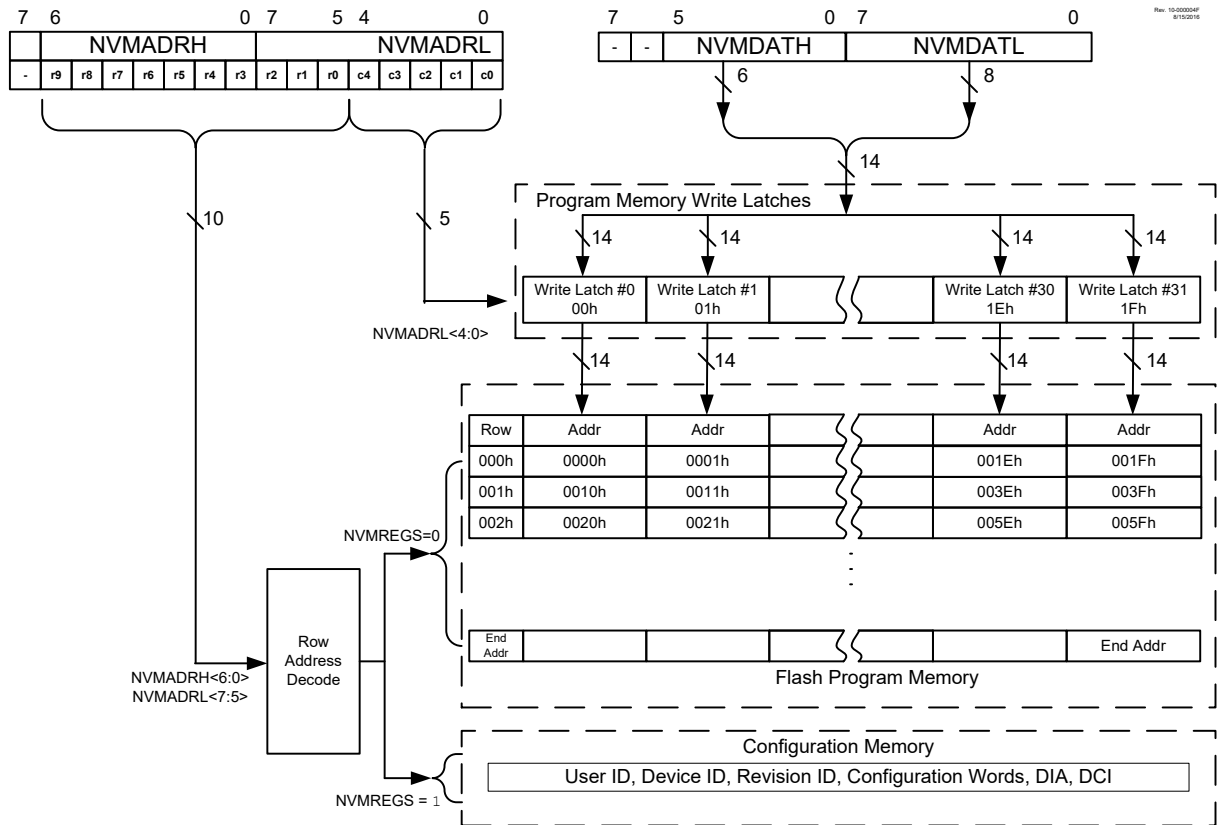 7 6 0 7 5 4 0
7 5 0 7 0
Rev. 10-000004F
8/15/2016
NVMADRH NVMADRL
- - NVMDATH NVMDATL
- r9 r8 r7 r6 r5 r4 r3 r2 r1 r0 c4 c3 c2 c1 c0
6 8
14
10 5
Program Memory Write Latches
14 14 14 14
Write Latch #0
00h
Write Latch #1
01h
Write Latch #30
1Eh
Write Latch #31
1Fh
NVMADRL<4:0>
14 14 14 14
Row Addr Addr Addr Addr
000h 0000h 0001h 001Eh 001Fh
001h 0010h 0011h 003Eh 003Fh
002h 0020h 0021h 005Eh 005Fh
NVMREGS=0
Row
Address
Decode
End
Addr
End Addr
NVMADRH<6:0>
NVMADRL<7:5>
Flash Program Memory
Configuration Memory
User ID, Device ID, Revision ID, Configuration Words, DIA, DCI
NVMREGS = 1